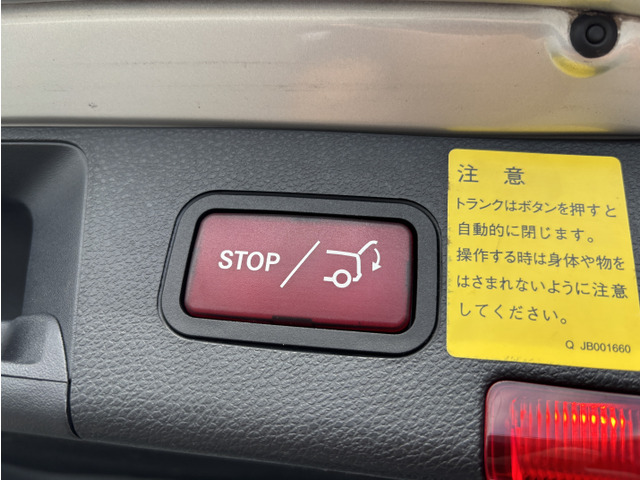 STOP
注意
トランクはボタンを押すと
自動的に閉じます。
操作する時は身体や物を
はさまれないように注意
してください。
Q JB001660